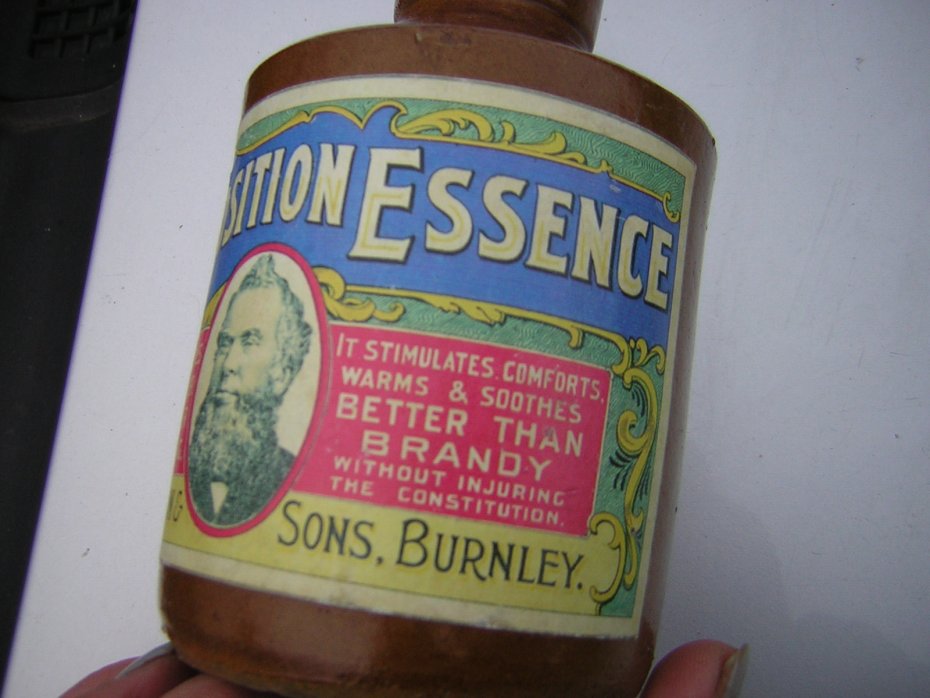 SITION ESSENCE
IT STIMULATES. COMFORTS,
WARMS & SOOTHES
BETTER THAN
BRANDY
WITHOUT INJURING
THE CONSTITUTION.
SONS, BURNLEY.